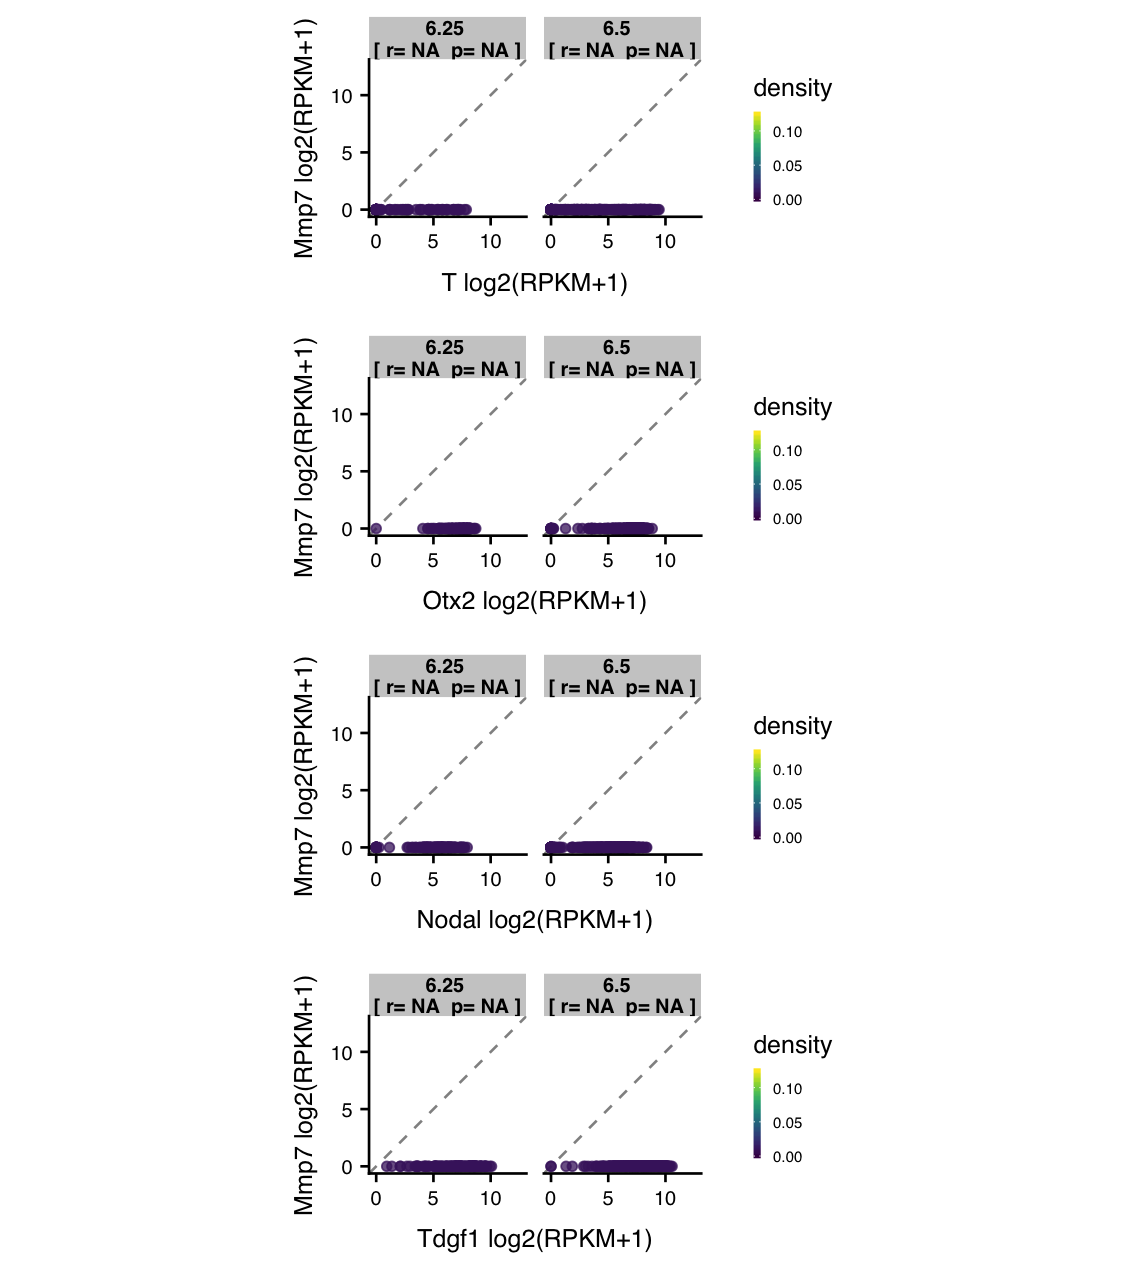 6.25 6.5
[ r= NA  p= NA ] [ r= NA  p= NA ]
Mmp7 log2(RPKM+1)
10
5
0
0 5 10 0 5 10
T log2(RPKM+1)
density
0.10
0.05
0.00
6.25 6.5
[ r= NA  p= NA ] [ r= NA  p= NA ]
Mmp7 log2(RPKM+1)
10
5
0
0 5 10 0 5 10
Otx2 log2(RPKM+1)
density
0.10
0.05
0.00
6.25 6.5
[ r= NA  p= NA ] [ r= NA  p= NA ]
Mmp7 log2(RPKM+1)
10
5
0
0 5 10 0 5 10
Nodal log2(RPKM+1)
density
0.10
0.05
0.00
6.25 6.5
[ r= NA  p= NA ] [ r= NA  p= NA ]
Mmp7 log2(RPKM+1)
10
5
0
0 5 10 0 5 10
Tdgf1 log2(RPKM+1)
density
0.10
0.05
0.00